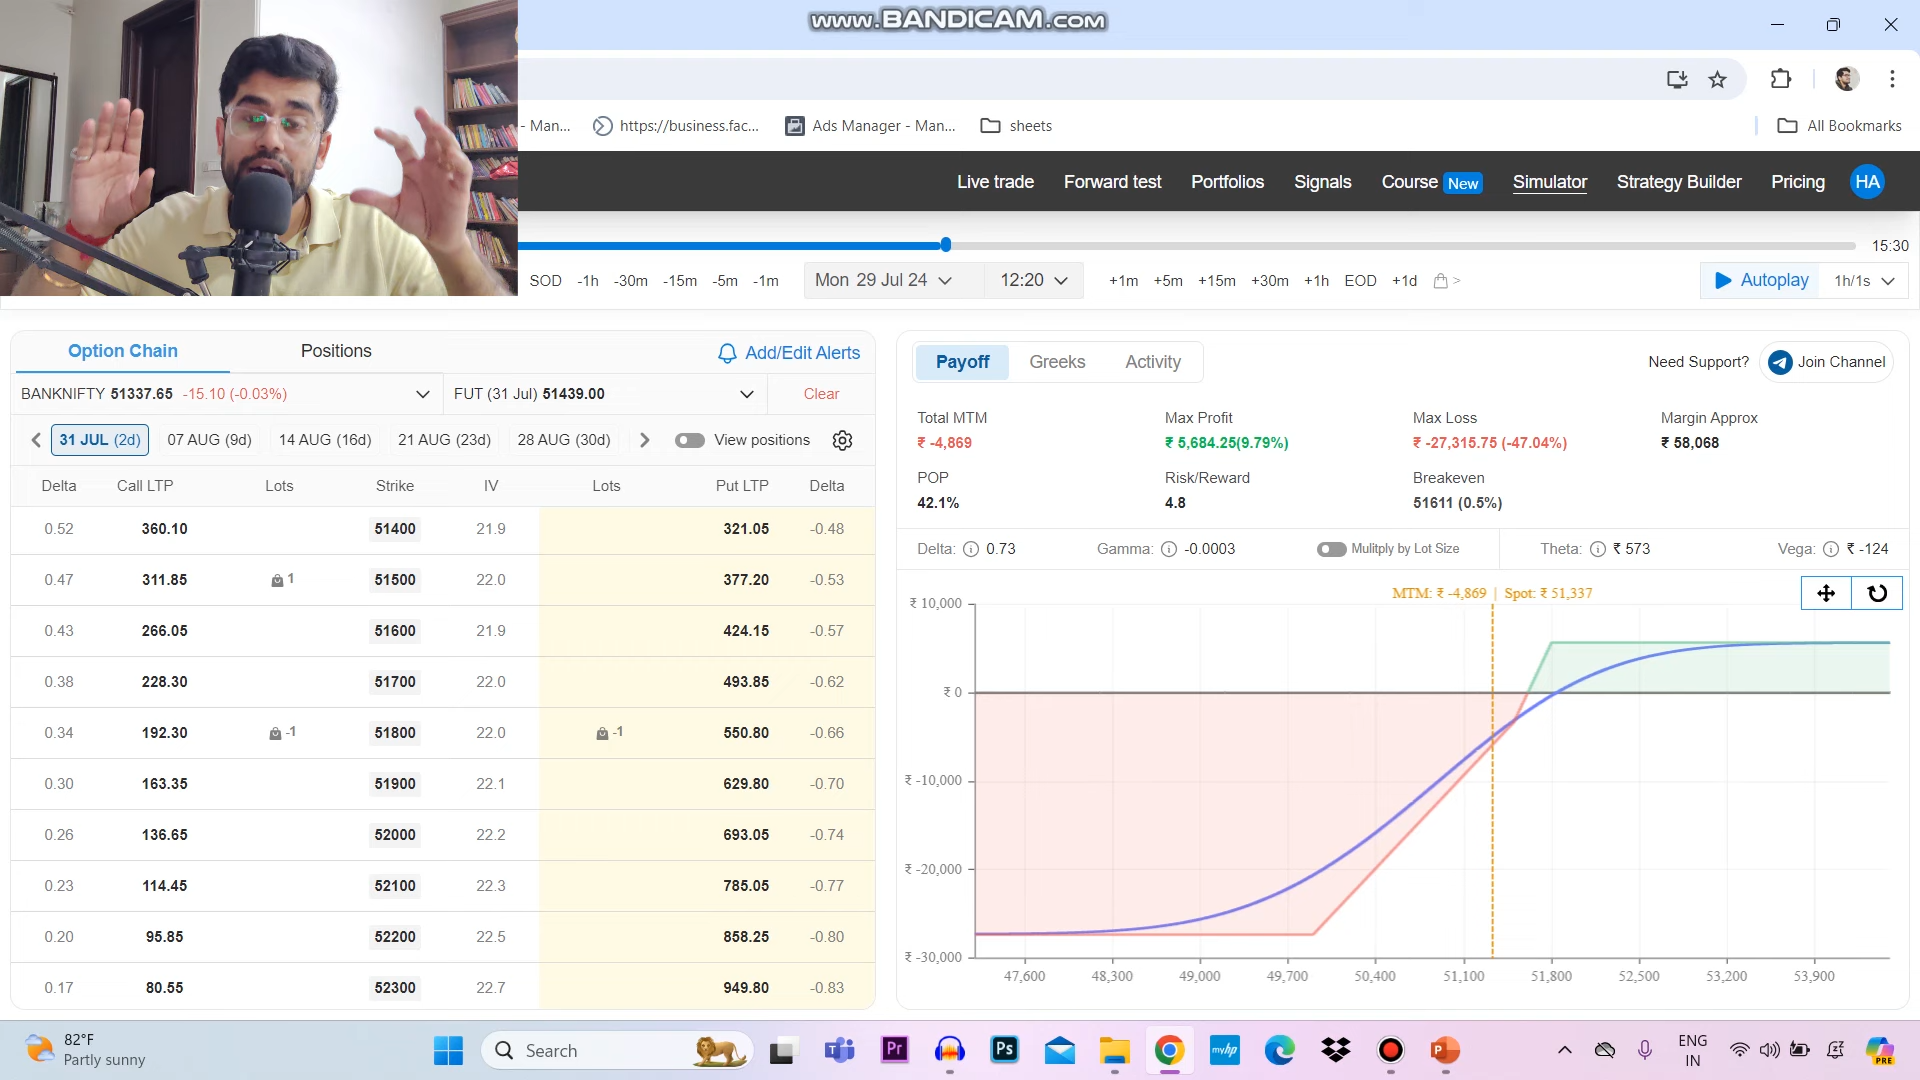 www.BANDICAM.com
- Man...
https://business.fac...
Ads Manager - Man...
sheets
All Bookmarks
Live trade
Forward test
Portfolios
Signals
Course New
Simulator
Strategy Builder
Pricing
HA
15:30
SOD -1h -30m -15m -5m -1m
Mon 29 Jul 24
12:20
+1m +5m +15m +30m +1h EOD +1d >
Autoplay
1h/1s
Option Chain
Positions
Add/Edit Alerts
BANKNIFTY 51337.65 -15.10 (-0.03%)
FUT (31 Jul) 51439.00
Clear
31 JUL (2d) 07 AUG (9d) 14 AUG (16d) 21 AUG (23d) 28 AUG (30d)
View positions
Delta Call LTP Lots Strike IV Lots Put LTP Delta
0.52 360.10 51400 21.9 321.05 -0.48
0.47 311.85 1 51500 22.0 377.20 -0.53
0.43 266.05 51600 21.9 424.15 -0.57
0.38 228.30 51700 22.0 493.85 -0.62
0.34 192.30 -1 51800 22.0 -1 550.80 -0.66
0.30 163.35 51900 22.1 629.80 -0.70
0.26 136.65 52000 22.2 693.05 -0.74
0.23 114.45 52100 22.3 785.05 -0.77
0.20 95.85 52200 22.5 858.25 -0.80
0.17 80.55 52300 22.7 949.80 -0.83
Payoff
Greeks
Activity
Need Support?
Join Channel
Total MTM Max Profit Max Loss Margin Approx
₹ -4,869 ₹ 5,684.25(9.79%) ₹ -27,315.75 (-47.04%) ₹ 58,068
POP Risk/Reward Breakeven
42.1% 4.8 51611 (0.5%)
Delta: 0.73 Gamma: -0.0003 Mulitply by Lot Size Theta: ₹ 573 Vega: ₹ -124
MTM: ₹ -4,869 | Spot: ₹ 51,337
₹ 10,000
₹ 0
₹ -10,000
₹ -20,000
₹ -30,000
47,600 48,300 49,000 49,700 50,400 51,100 51,800 52,500 53,200 53,900
82°F
Partly sunny
Search
Pr
Ps
myhp
P
ENG
IN
PRE